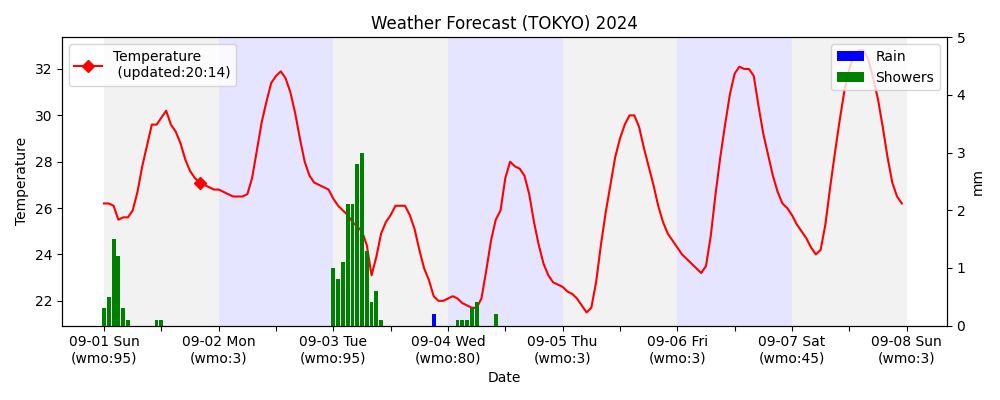 Weather Forecast (TOKYO) 2024
Temperature
(updated:20:14)
Rain
Showers
Temperature
32
30
28
26
24
22
5
4
3
2
1
0
mm
09-01 Sun
(wmo:95)
09-02 Mon
(wmo:3)
09-03 Tue
(wmo:95)
09-04 Wed
(wmo:80)
09-05 Thu
(wmo:3)
09-06 Fri
(wmo:3)
09-07 Sat
(wmo:45)
09-08 Sun
(wmo:3)
Date